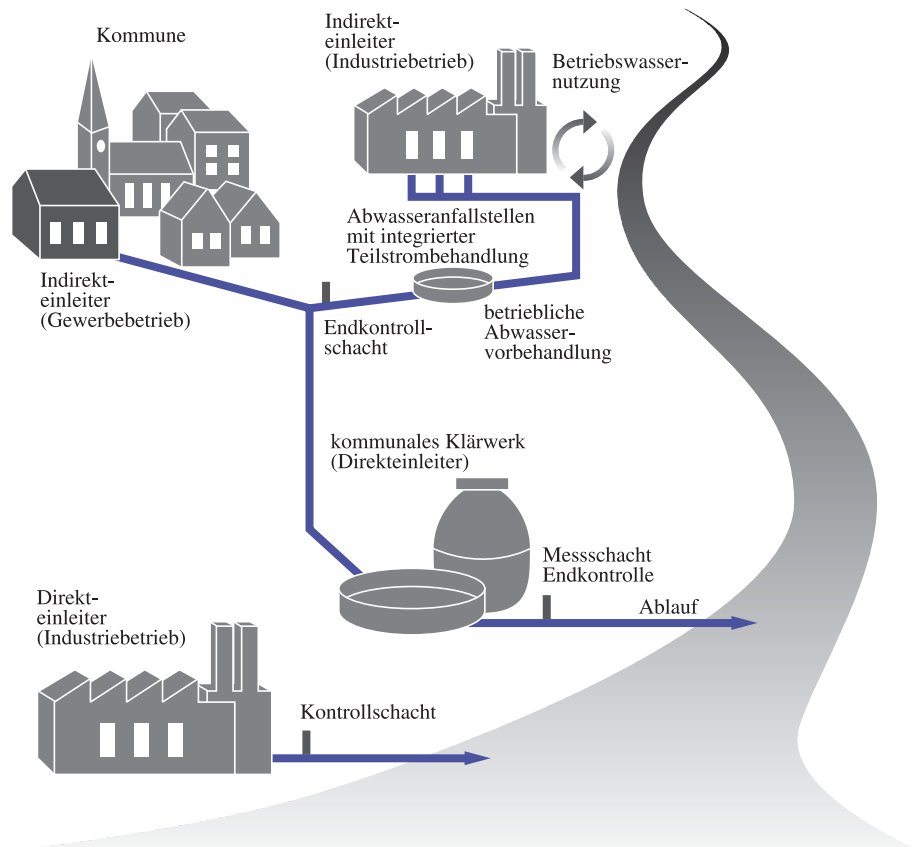 Kommune
Indirekt-
einleiter
(Industriebetrieb)
Betriebswasser-
nutzung
Abwasseranfallstellen
mit integrierter
Teilstrombehandlung
Indirekt-
einleiter
(Gewerbebetrieb)
Endkontroll-
schacht
betriebliche
Abwasser-
vorbehandlung
kommunales Klärwerk
(Direkteinleiter)
Messschacht
Endkontrolle
Ablauf
Direkt-
einleiter
(Industriebetrieb)
Kontrollschacht